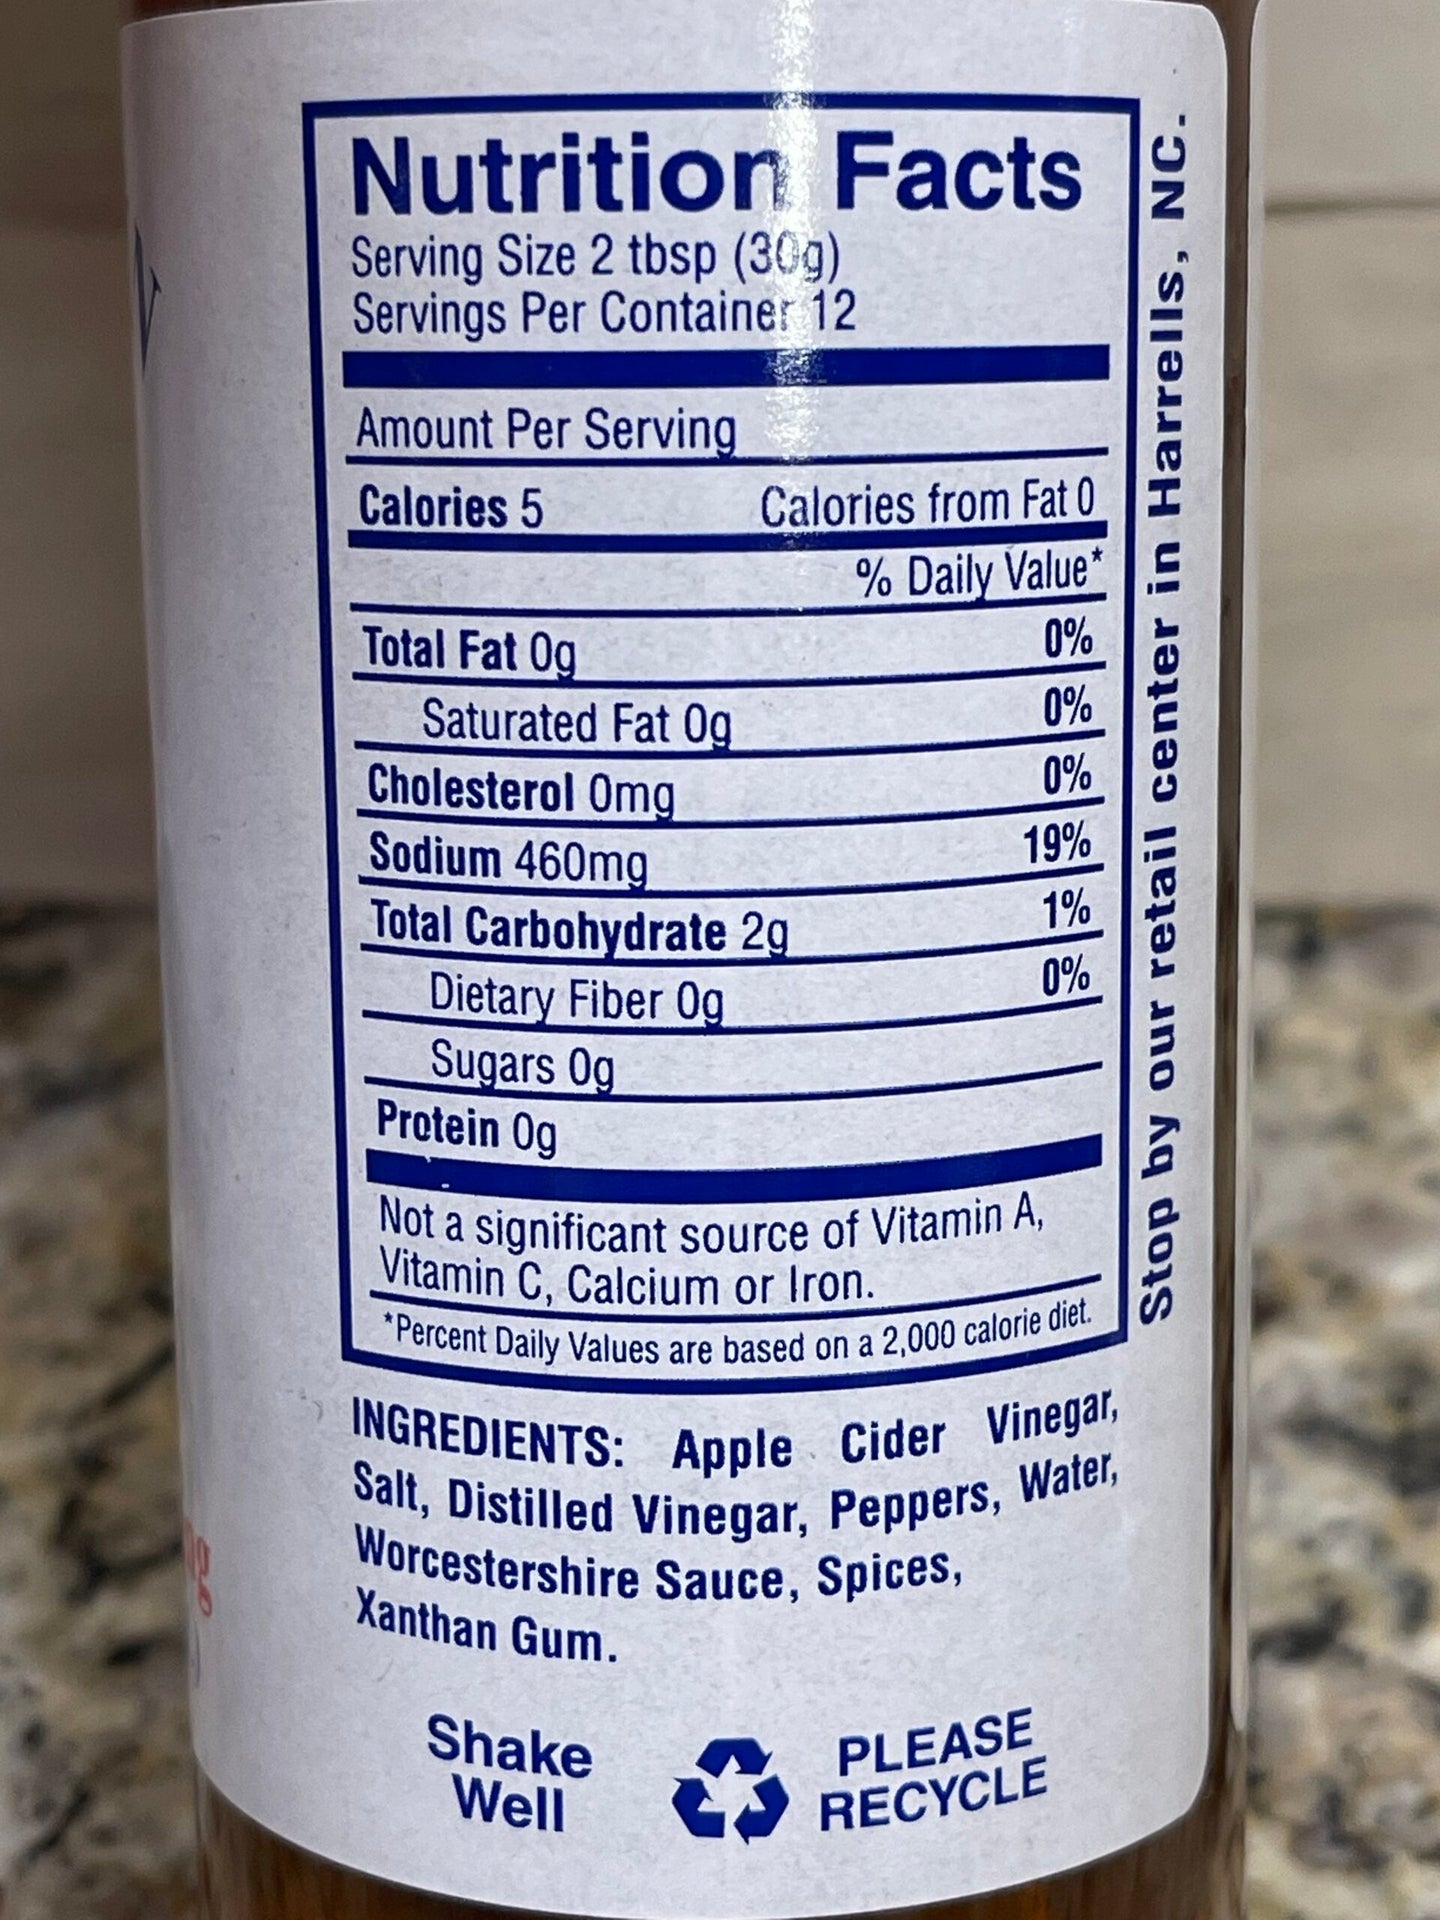 Nutrition Facts
Serving Size 2 tbsp (30g)
Servings Per Container 12
Amount Per Serving
Calories 5 Calories from Fat 0
% Daily Value*
Total Fat 0g 0%
Saturated Fat 0g 0%
Cholesterol 0mg 0%
Sodium 460mg 19%
Total Carbohydrate 2g 1%
Dietary Fiber 0g 0%
Sugars 0g
Protein 0g
Not a significant source of Vitamin A,
Vitamin C, Calcium or Iron.
*Percent Daily Values are based on a 2,000 calorie diet.
INGREDIENTS: Apple Cider Vinegar,
Salt, Distilled Vinegar, Peppers, Water,
Worcestershire Sauce, Spices,
Xanthan Gum.
Shake
Well
PLEASE
RECYCLE
Stop by our retail center in Harrells, NC.